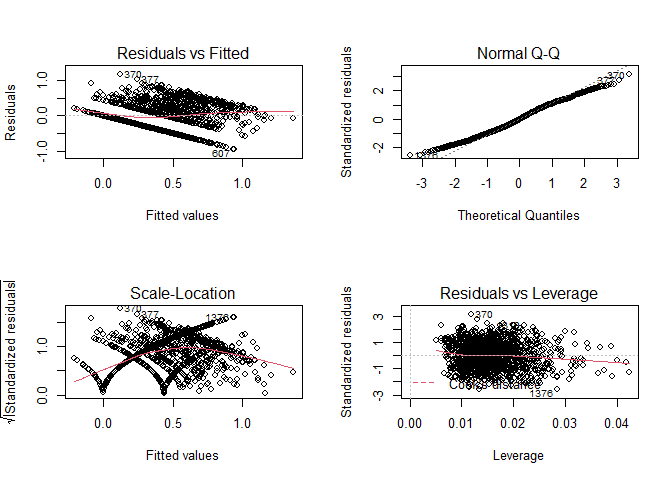 Residuals vs Fitted
Residuals
1.0
0.0
-1.0
370
377
607
0.0 0.5 1.0
Fitted values
Normal Q-Q
Standardized residuals
2
0
-2
370
377
1376
-3 -2 -1 0 1 2 3
Theoretical Quantiles
Scale-Location
√|Standardized residuals|
1.0
0.0
370
377
1376
0.0 0.5 1.0
Fitted values
Residuals vs Leverage
Standardized residuals
3
1
-1
-3
370
Cook's distance
1376
0.00 0.01 0.02 0.03 0.04
Leverage